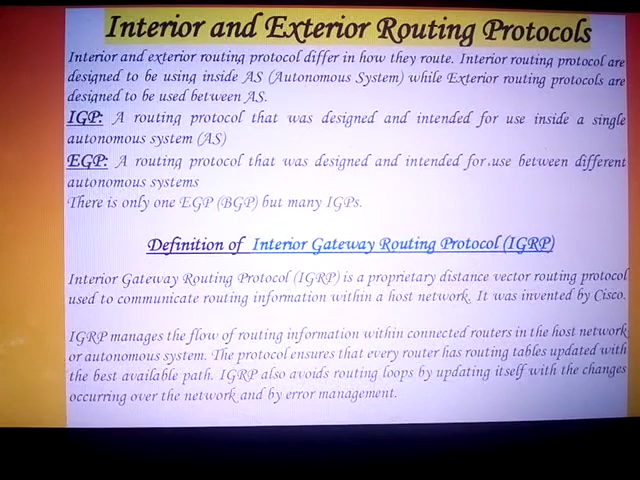 Interior and Exterior Routing Protocols
Interior and exterior routing protocol differ in how they route. Interior routing protocol are
designed to be using inside AS (Autonomous System) while Exterior routing protocols are
designed to be used between AS.
IGP: A routing protocol that was designed and intended for use inside a single
autonomous system (AS)
EGP: A routing protocol that was designed and intended for use between different
autonomous systems
There is only one EGP (BGP) but many IGPs.
Definition of Interior Gateway Routing Protocol (IGRP)
Interior Gateway Routing Protocol (IGRP) is a proprietary distance vector routing protocol
used to communicate routing information within a host network. It was invented by Cisco.
IGRP manages the flow of routing information within connected routers in the host network
or autonomous system. The protocol ensures that every router has routing tables updated with
the best available path. IGRP also avoids routing loops by updating itself with the changes
occurring over the network and by error management.